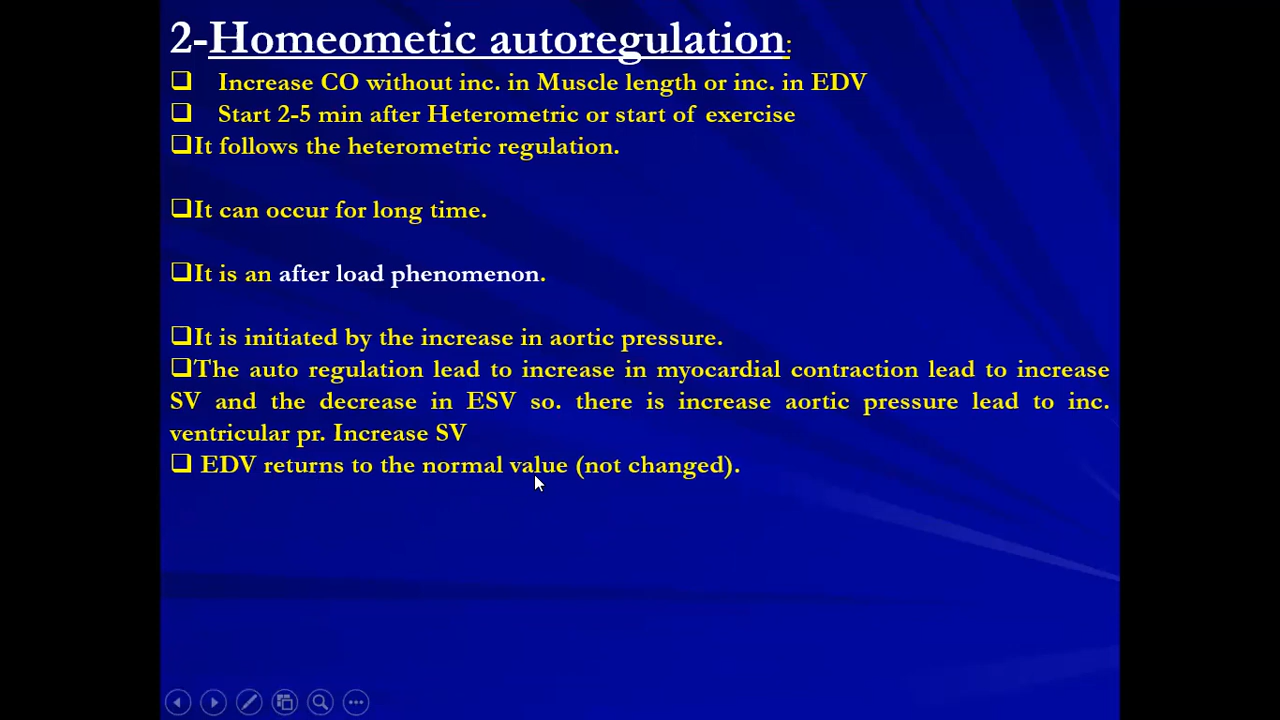 2-Homeometic autoregulation:
❑ Increase CO without inc. in Muscle length or inc. in EDV
❑ Start 2-5 min after Heterometric or start of exercise
❑It follows the heterometric regulation.
❑It can occur for long time.
❑It is an after load phenomenon.
❑It is initiated by the increase in aortic pressure.
❑The auto regulation lead to increase in myocardial contraction lead to increase
SV and the decrease in ESV so. there is increase aortic pressure lead to inc.
ventricular pr. Increase SV
❑ EDV returns to the normal value (not changed).